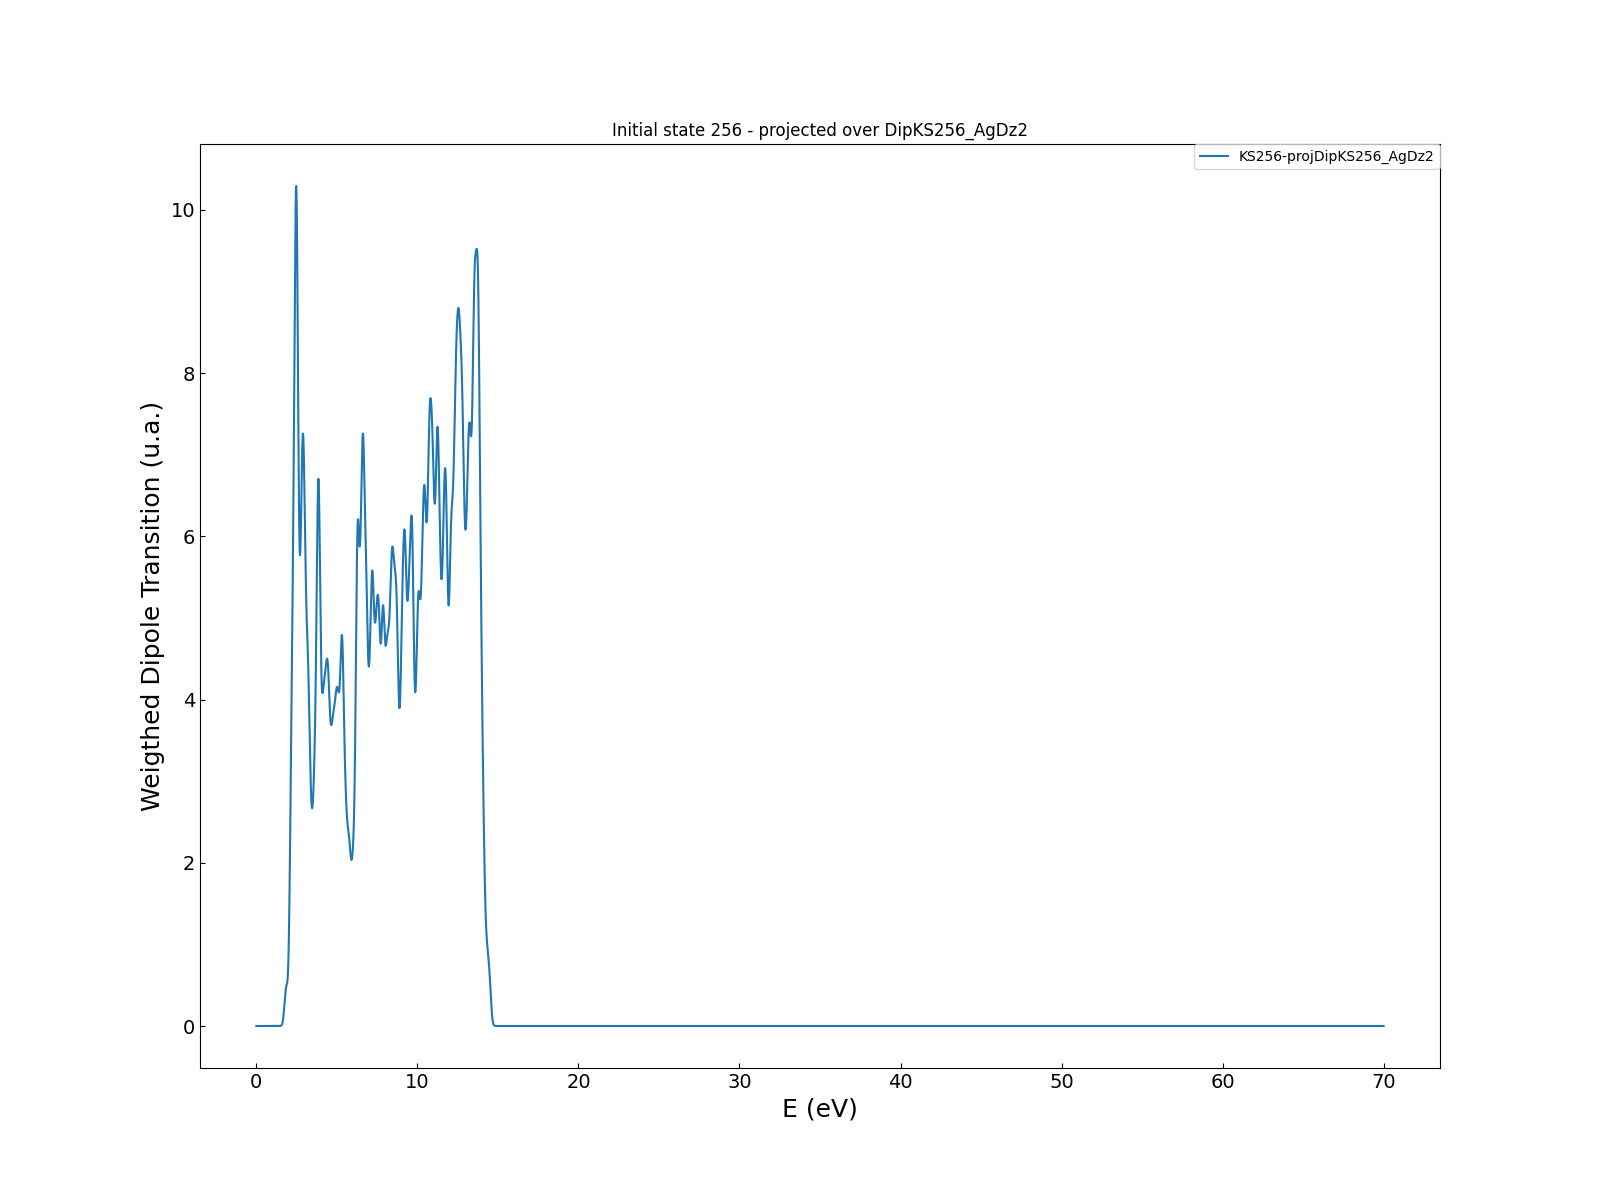 Initial state 256 - projected over DipKS256_AgDz2
KS256-projDipKS256_AgDz2
Weigthed Dipole Transition (u.a.)
10
8
6
4
2
0
0 10 20 30 40 50 60 70
E (eV)